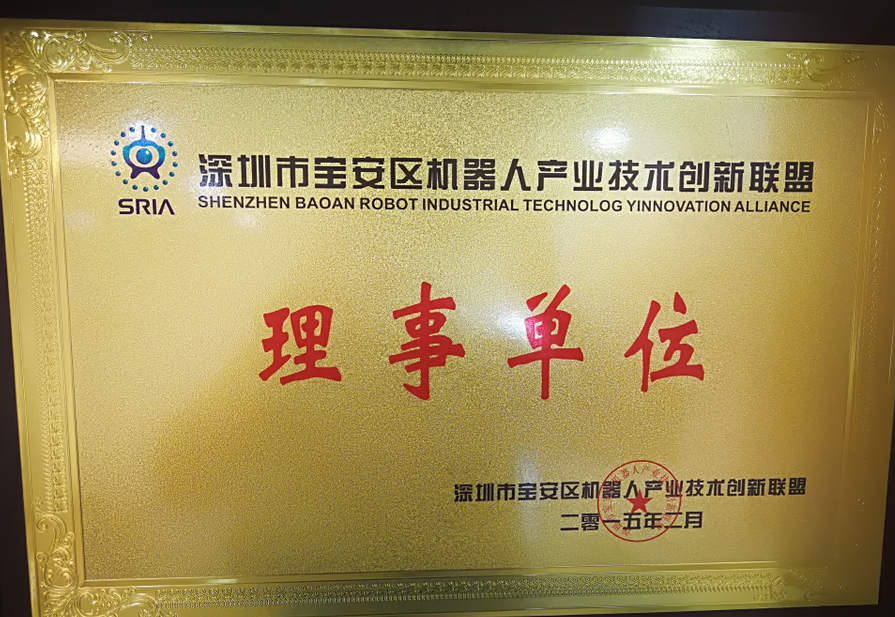 深圳市宝安区机器人产业技术创新联盟
SRIA
SHENZHEN BAOAN ROBOT INDUSTRIAL TECHNOLOG YINNOVATION ALLIANCE
理事单位
深圳市宝安区机器人产业技术创新联盟
二零一五年二月